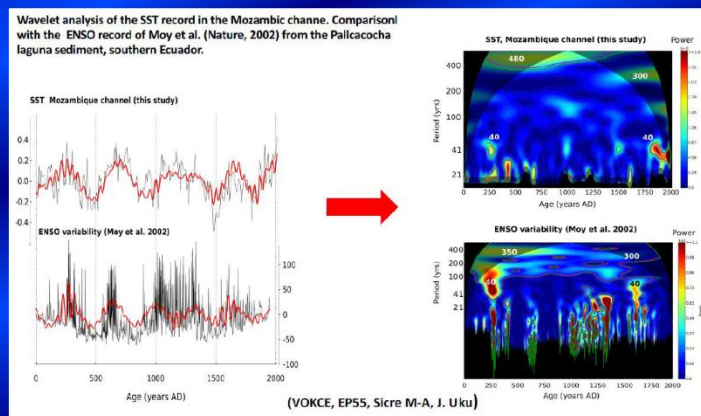 Wavelet analysis of the SST record in the Mozambic channe. Comparisonl
with the ENSO record of Moy et al. (Nature, 2002) from the Pallcacocha
laguna sediment, southern Ecuador.
SST Mozambique channel (this study)
0.4
0.2
0.0
-0.2
-0.4
ENSO variability (Moy et al. 2002)
100
50
0
-50
-100
0 500 1000 1500 2000
Age (years AD)
SST, Mozambique channel (this study)
Power
Period (yrs)
400
200
100
41
21
480
300
40
40
0 250 500 750 1000 1250 1500 1750 2000
Age (years AD)
ENSO variability (Moy et al. 2002)
Power
Period (yrs)
400
200
100
41
21
350
300
40
40
0 250 500 750 1000 1250 1500 1750 2000
Age (years AD)
(VOKCE, EP55, Sicre M-A, J. Uku)